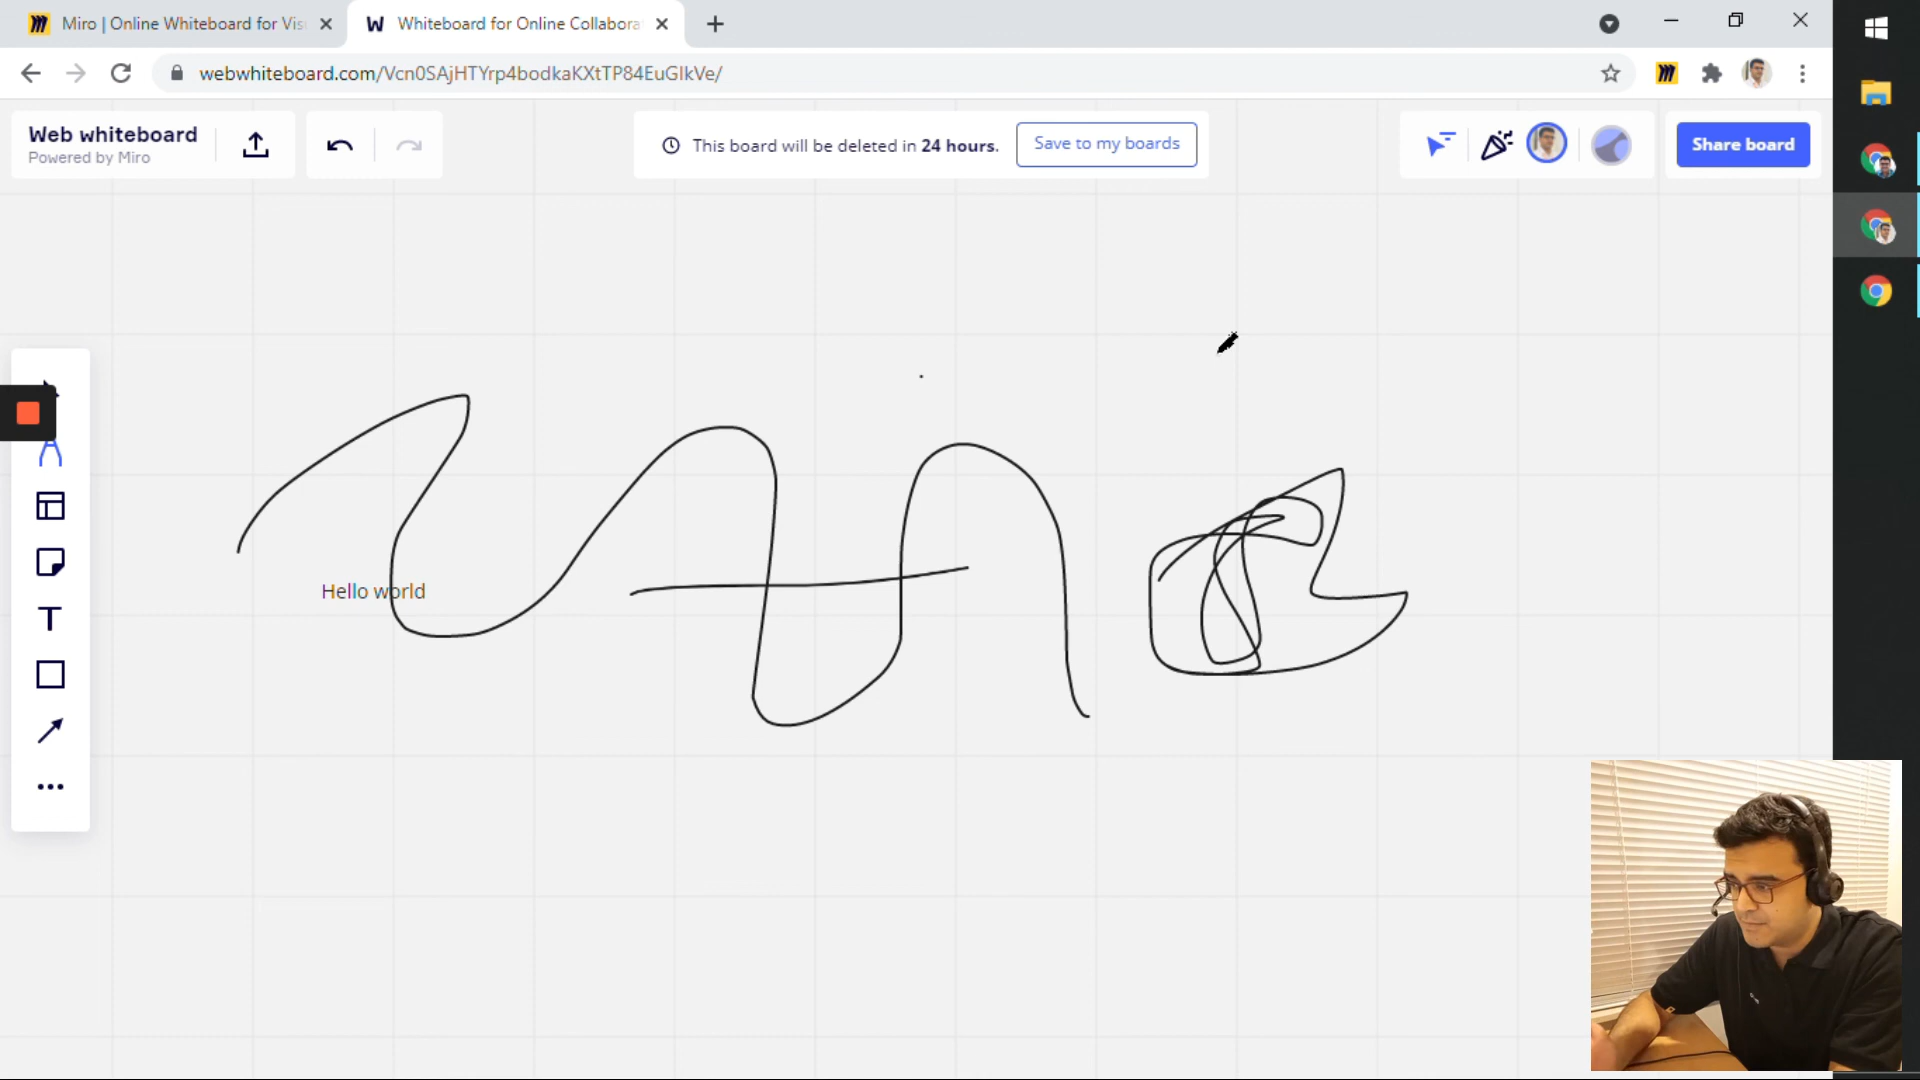 Miro | Online Whiteboard for Vis
Whiteboard for Online Collabora
webwhiteboard.com/Vcn0SAjHTYrp4bodkaKXtTP84EuGIkVe/
Web whiteboard
Powered by Miro
This board will be deleted in 24 hours.
Save to my boards
Share board
Hello world